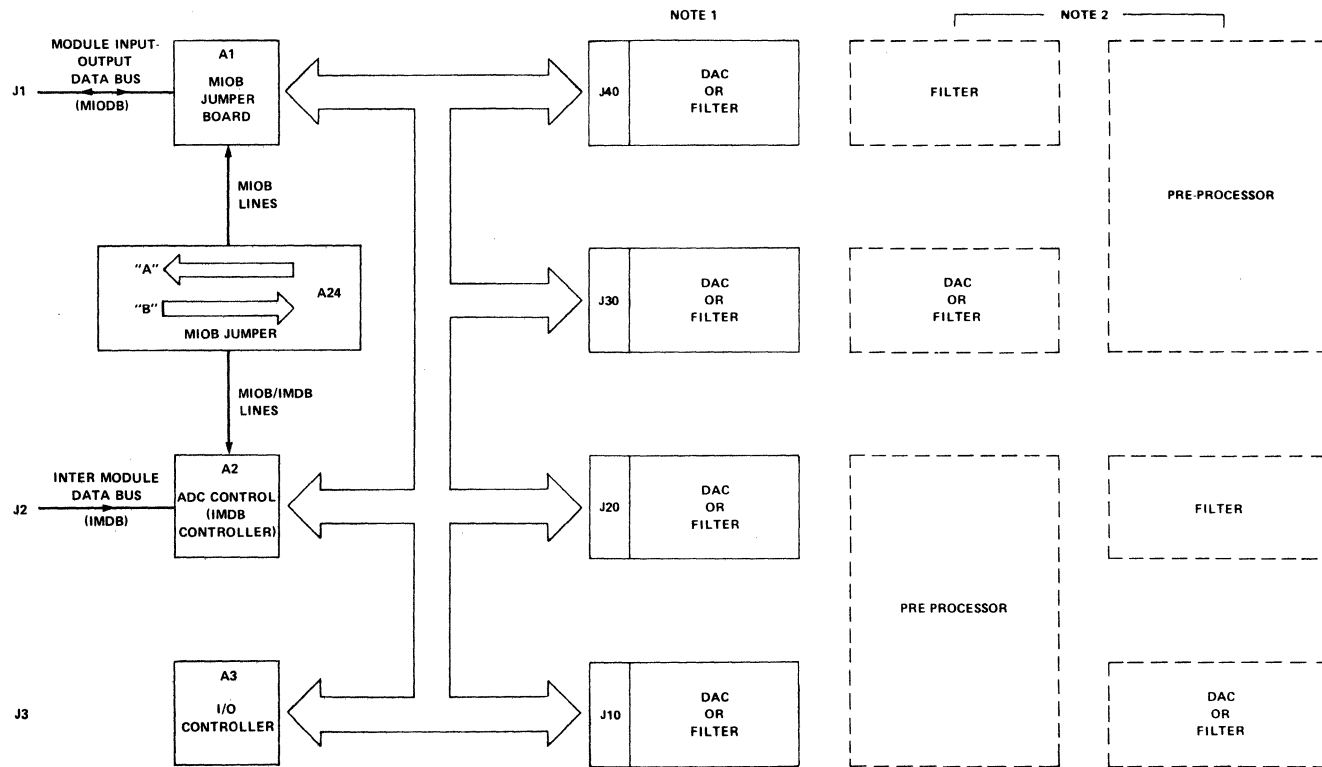 NOTE 1
NOTE 2
MODULE INPUT-
OUTPUT
DATA BUS
(MIODB)
J1
A1
MIOB
JUMPER
BOARD
J40
DAC
OR
FILTER
FILTER
PRE-PROCESSOR
MIOB
LINES
"A"
"B"
A24
MIOB JUMPER
J30
DAC
OR
FILTER
DAC
OR
FILTER
MIOB/IMDB
LINES
INTER MODULE
DATA BUS
(IMDB)
J2
A2
ADC CONTROL
(IMDB
CONTROLLER)
J20
DAC
OR
FILTER
FILTER
PRE PROCESSOR
J3
A3
I/O
CONTROLLER
J10
DAC
OR
FILTER
DAC
OR
FILTER